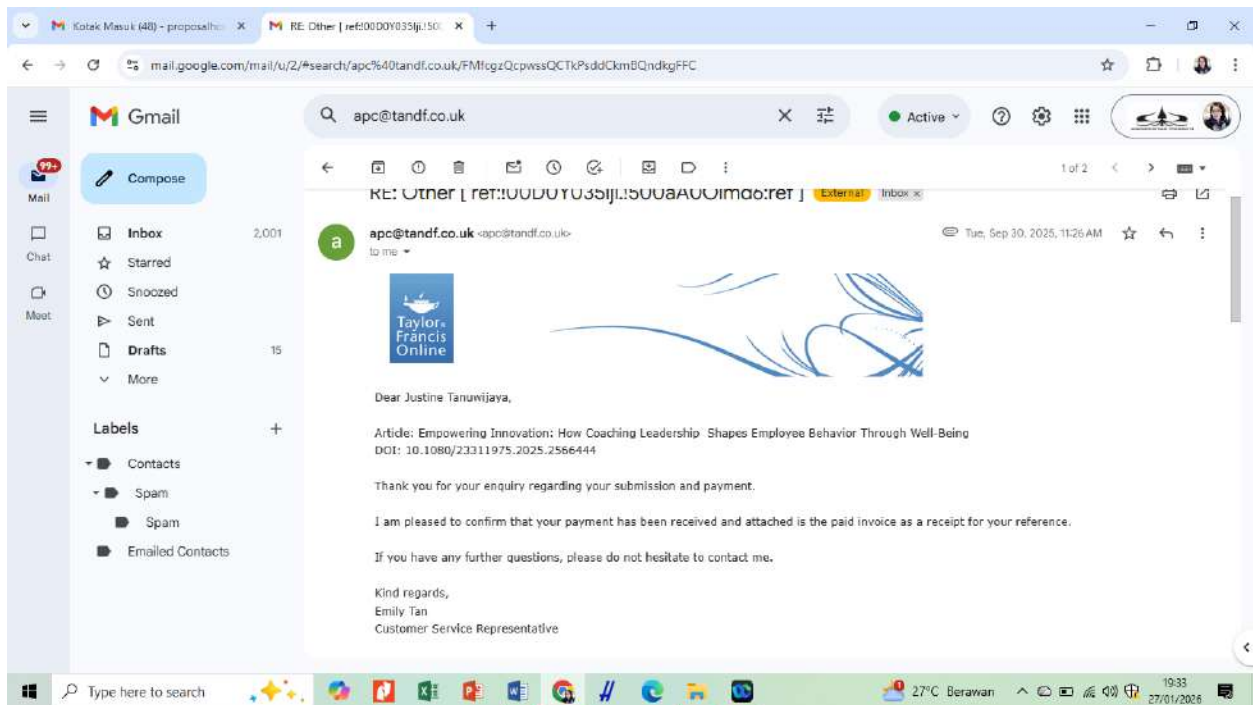 Kotak Masuk (48) - proposalho
RE: Other [ ref:!00D0Y035Iji.!500
mail.google.com/mail/u/2/#search/apc%40tandf.co.uk/FMfcgzQcpwssQCTkPsddCkmBQndkgFFC
Gmail
apc@tandf.co.uk
Active
99+
Mail
Chat
Meet
Compose
Inbox 2,001
Starred
Snoozed
Sent
Drafts 15
More
Labels
Contacts
Spam
Spam
Emailed Contacts
1 of 2
RE: Other [ ref:!00D0Y035Iji.!500aA0OImd6:ref ] External Inbox x
apc@tandf.co.uk <apc@tandf.co.uk>
to me
Tue, Sep 30, 2025, 11:26 AM
Taylor &
Francis
Online
Dear Justine Tanuwijaya,
Article: Empowering Innovation: How Coaching Leadership Shapes Employee Behavior Through Well-Being
DOI: 10.1080/23311975.2025.2566444
Thank you for your enquiry regarding your submission and payment.
I am pleased to confirm that your payment has been received and attached is the paid invoice as a receipt for your reference.
If you have any further questions, please do not hesitate to contact me.
Kind regards,
Emily Tan
Customer Service Representative
Type here to search
27°C Berawan
19:33
27/01/2026